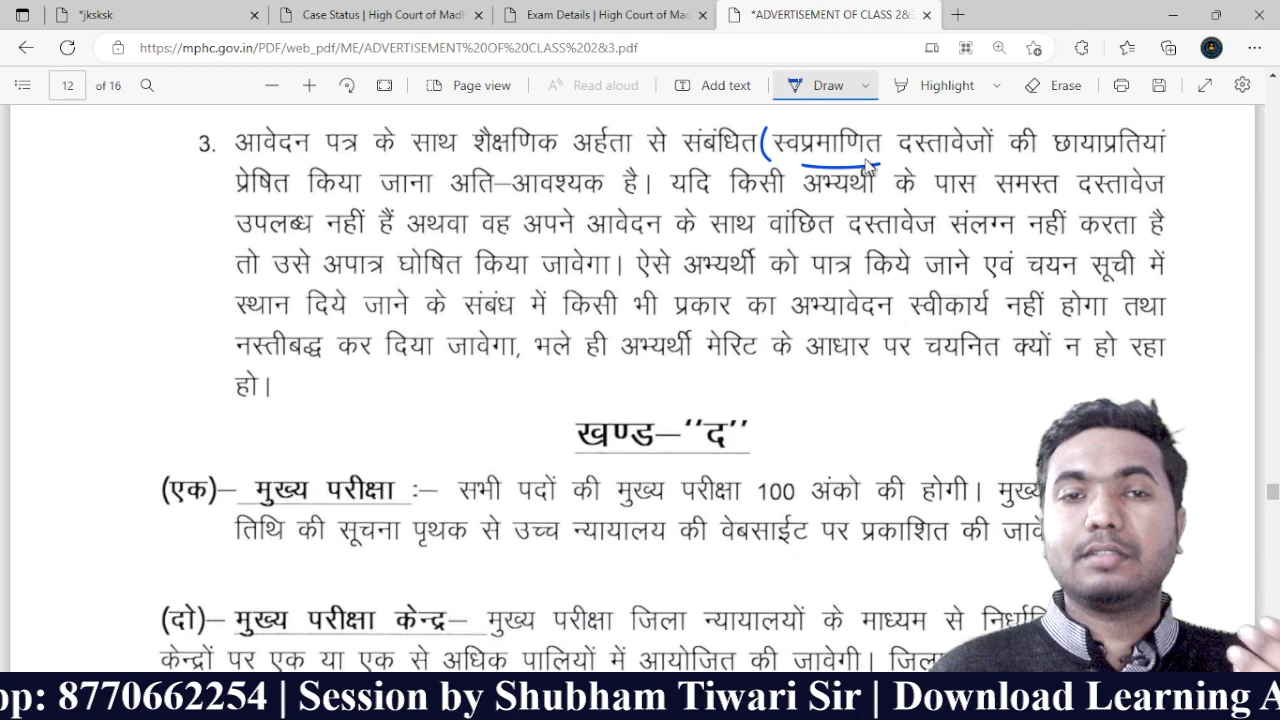 *jksksk
Case Status | High Court of Madh
Exam Details | High Court of Mac
*ADVERTISEMENT OF CLASS 2&3
https://mphc.gov.in/PDF/web_pdf/ME/ADVERTISEMENT%20OF%20CLASS%202&3.pdf
12 of 16 Page view Read aloud Add text Draw Highlight Erase
3. आवेदन पत्र के साथ शैक्षणिक अर्हता से संबंधित स्वप्रमाणित दस्तावेजों की छायाप्रतियां
प्रेषित किया जाना अति–आवश्यक है। यदि किसी अभ्यर्थी के पास समस्त दस्तावेज
उपलब्ध नहीं हैं अथवा वह अपने आवेदन के साथ वांछित दस्तावेज संलग्न नहीं करता है
तो उसे अपात्र घोषित किया जावेगा। ऐसे अभ्यर्थी को पात्र किये जाने एवं चयन सूची में
स्थान दिये जाने के संबंध में किसी भी प्रकार का अभ्यावेदन स्वीकार्य नहीं होगा तथा
नस्तीबद्ध कर दिया जावेगा, भले ही अभ्यर्थी मेरिट के आधार पर चयनित क्यों न हो रहा
हो।
खण्ड–‘‘द’’
(एक)– मुख्य परीक्षा :– सभी पदों की मुख्य परीक्षा 100 अंको की होगी। मुख्य
तिथि की सूचना पृथक से उच्च न्यायालय की वेबसाईट पर प्रकाशित की
(दो)– मुख्य परीक्षा केन्द्र– मुख्य परीक्षा जिला न्यायालयों के माध्यम से
केन्द्रों पर एक या एक से अधिक पालियों में आयोजित की जावेगी।
pp: 8770662254 | Session by Shubham Tiwari Sir | Download Learning A